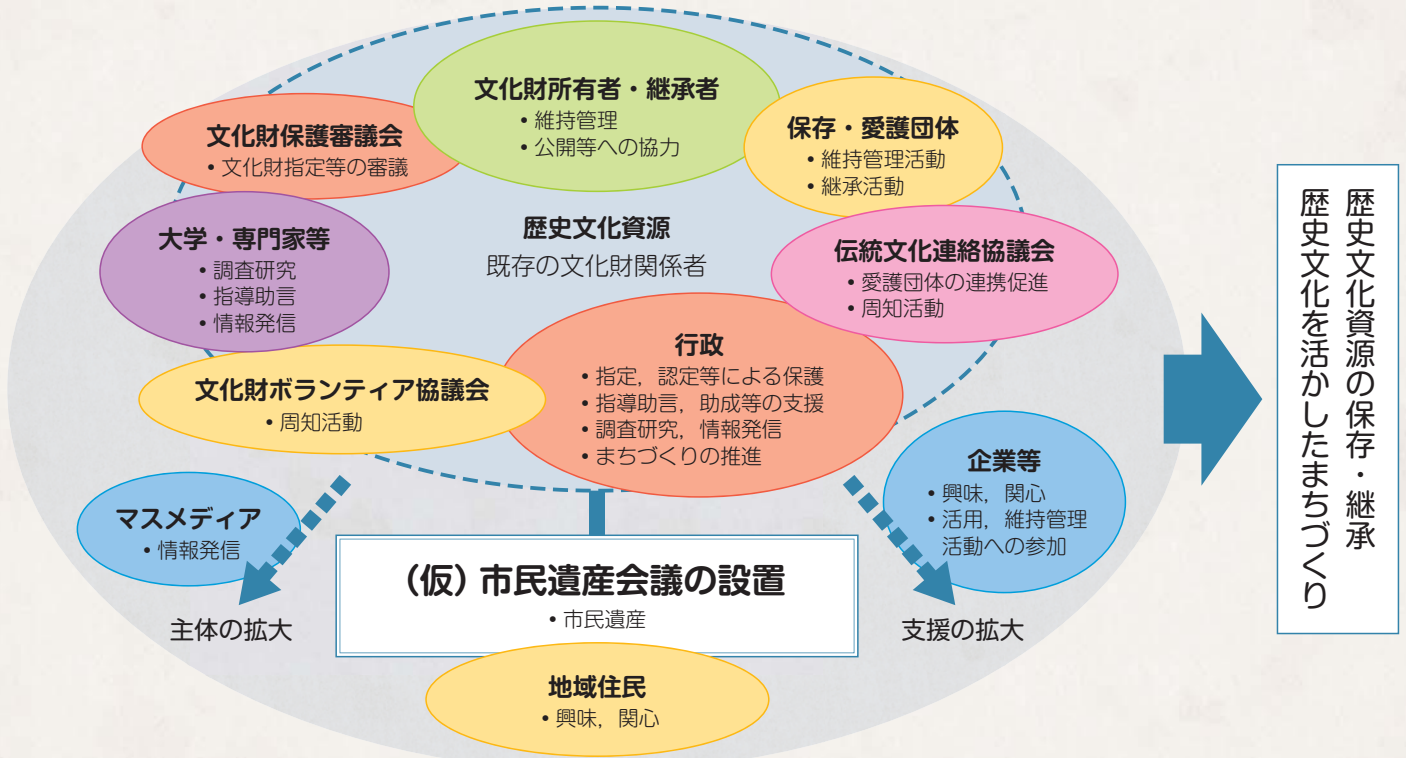 文化財所有者・継承者
• 維持管理
• 公開等への協力
文化財保護審議会
• 文化財指定等の審議
保存・愛護団体
• 維持管理活動
• 継承活動
大学・専門家等
• 調査研究
• 指導助言
• 情報発信
歴史文化資源
既存の文化財関係者
伝統文化連絡協議会
• 愛護団体の連携促進
• 周知活動
行政
• 指定，認定等による保護
• 指導助言，助成等の支援
• 調査研究，情報発信
• まちづくりの推進
文化財ボランティア協議会
• 周知活動
マスメディア
• 情報発信
企業等
• 興味，関心
• 活用，維持管理
活動への参加
（仮）市民遺産会議の設置
• 市民遺産
主体の拡大
支援の拡大
地域住民
• 興味，関心
歴史文化資源の保存・継承
歴史文化を活かしたまちづくり